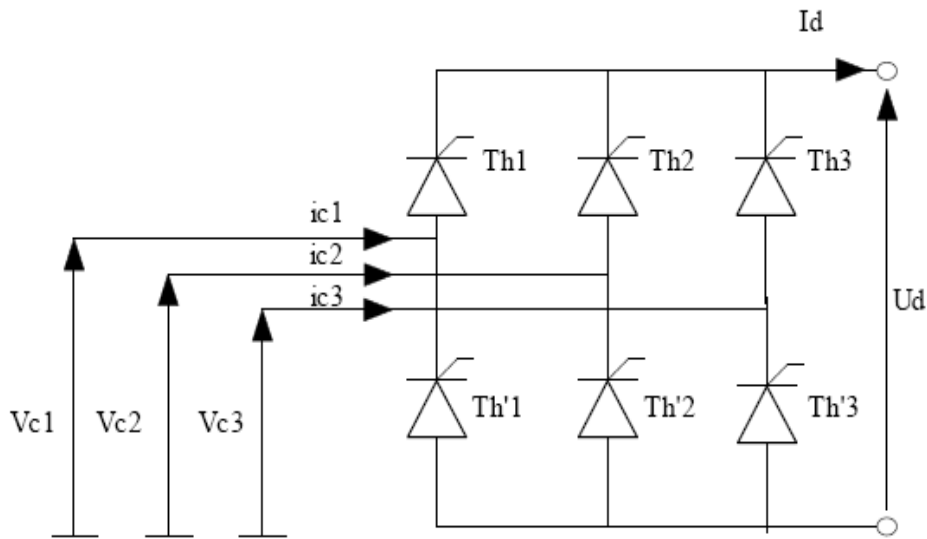 Id
Th1 Th2 Th3
ic1
ic2
ic3
Ud
Vc1 Vc2 Vc3
Th'1 Th'2 Th'3